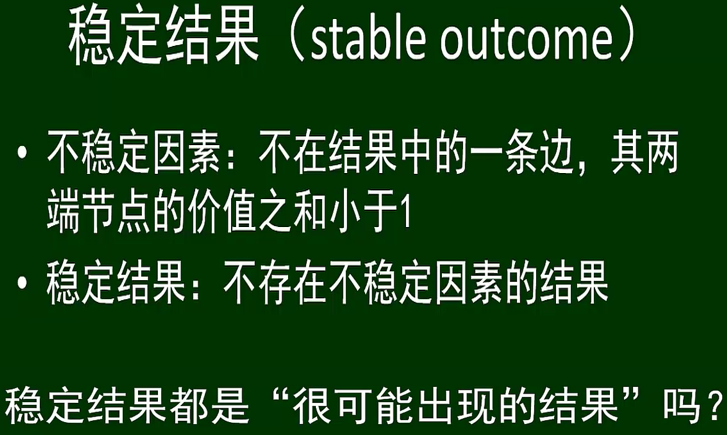 稳定结果（stable outcome）
• 不稳定因素：不在结果中的一条边，其两
端节点的价值之和小于1
• 稳定结果：不存在不稳定因素的结果
稳定结果都是“很可能出现的结果”吗？